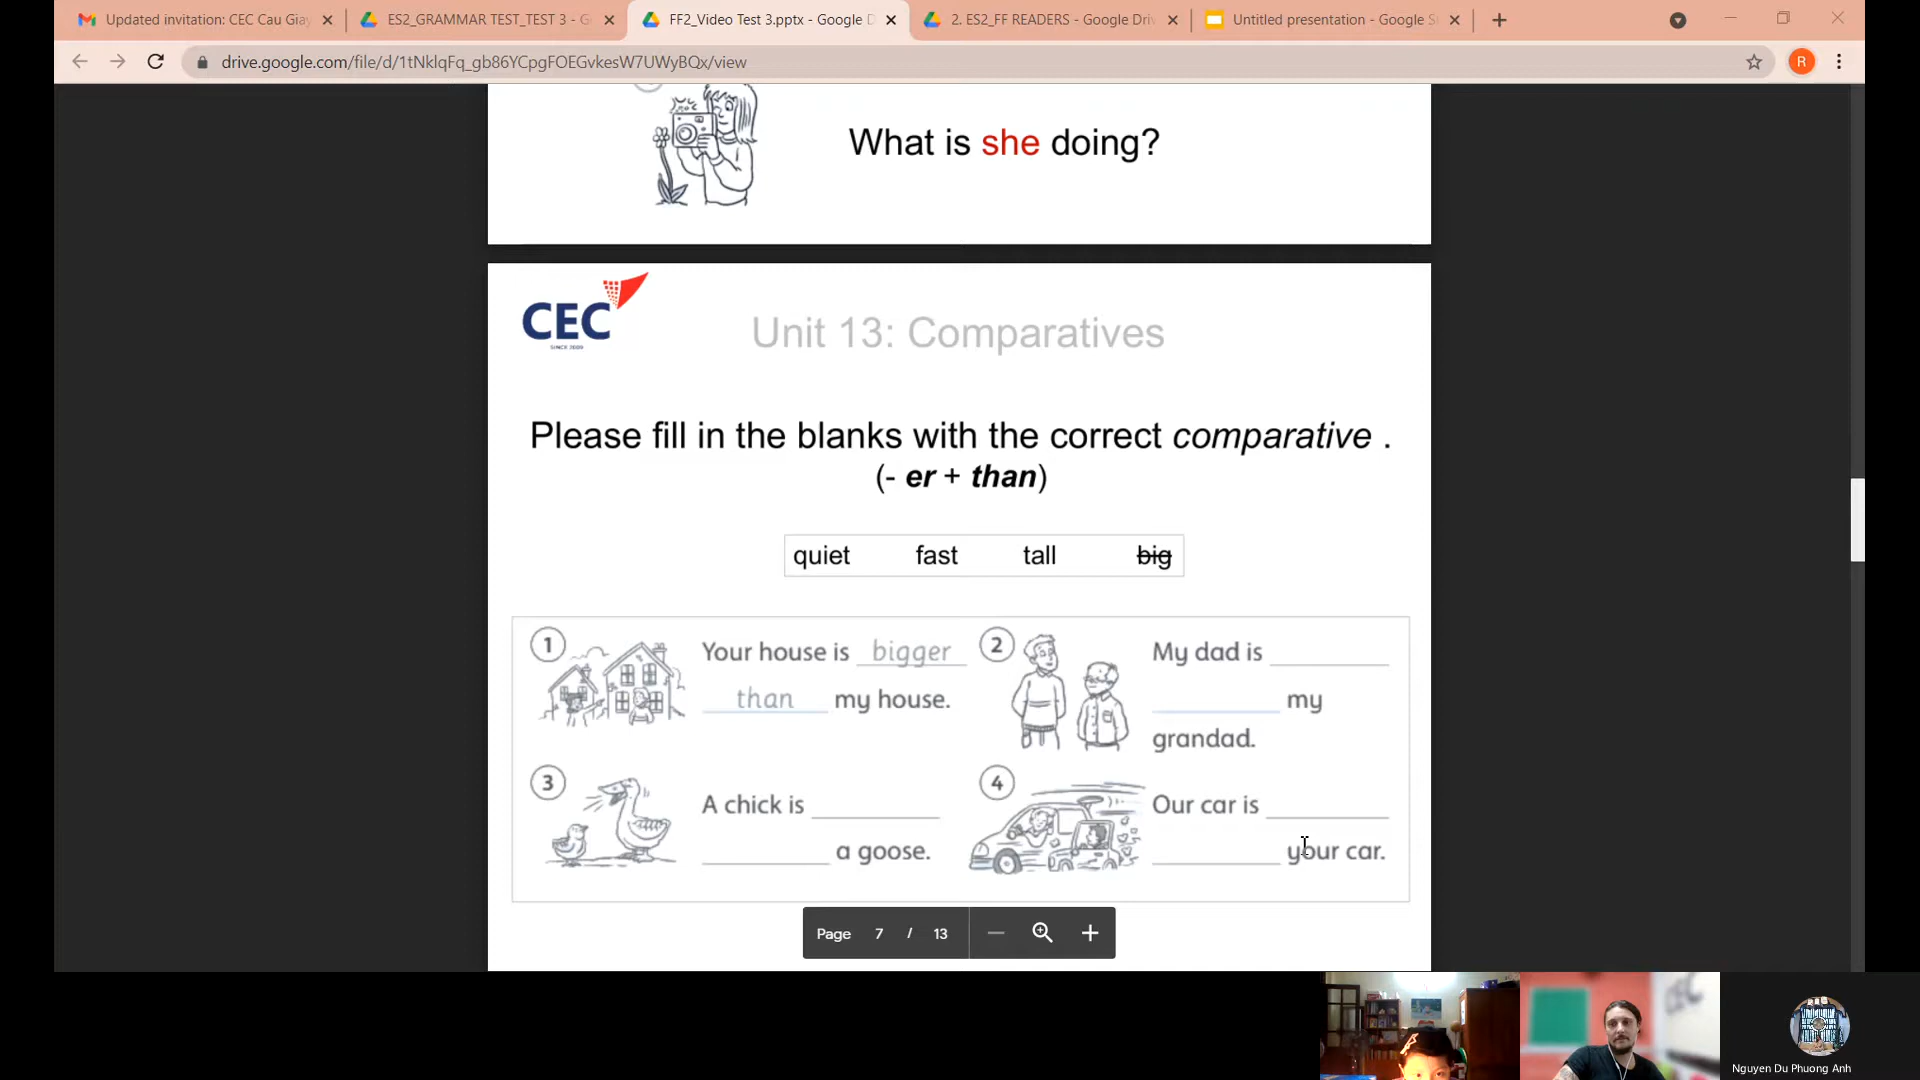 Updated invitation: CEC Cau Giay
ES2_GRAMMAR TEST_TEST 3 - G
FF2_Video Test 3.pptx - Google D
2. ES2_FF READERS - Google Driv
Untitled presentation - Google S
drive.google.com/file/d/1tNklqFq_gb86YCpgFOEGvkesW7UWyBQx/view
R
What is she doing?
CEC
SINCE 2009
Unit 13: Comparatives
Please fill in the blanks with the correct comparative .
(- er + than)
quiet fast tall big
1 Your house is bigger
than my house.
2 My dad is
my
grandad.
3 A chick is
a goose.
4 Our car is
your car.
Page 7 / 13
CEC
Nguyen Du Phuong Anh